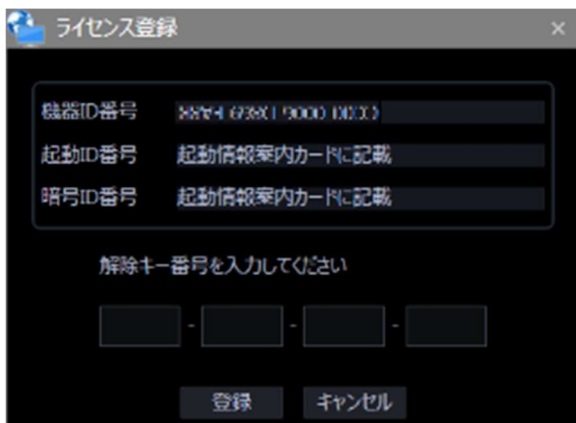 ライセンス登録
機器ID番号
起動ID番号 起動情報案内カードに記載
暗号ID番号 起動情報案内カードに記載
解除キー番号を入力してください
- - -
登録 キャンセル